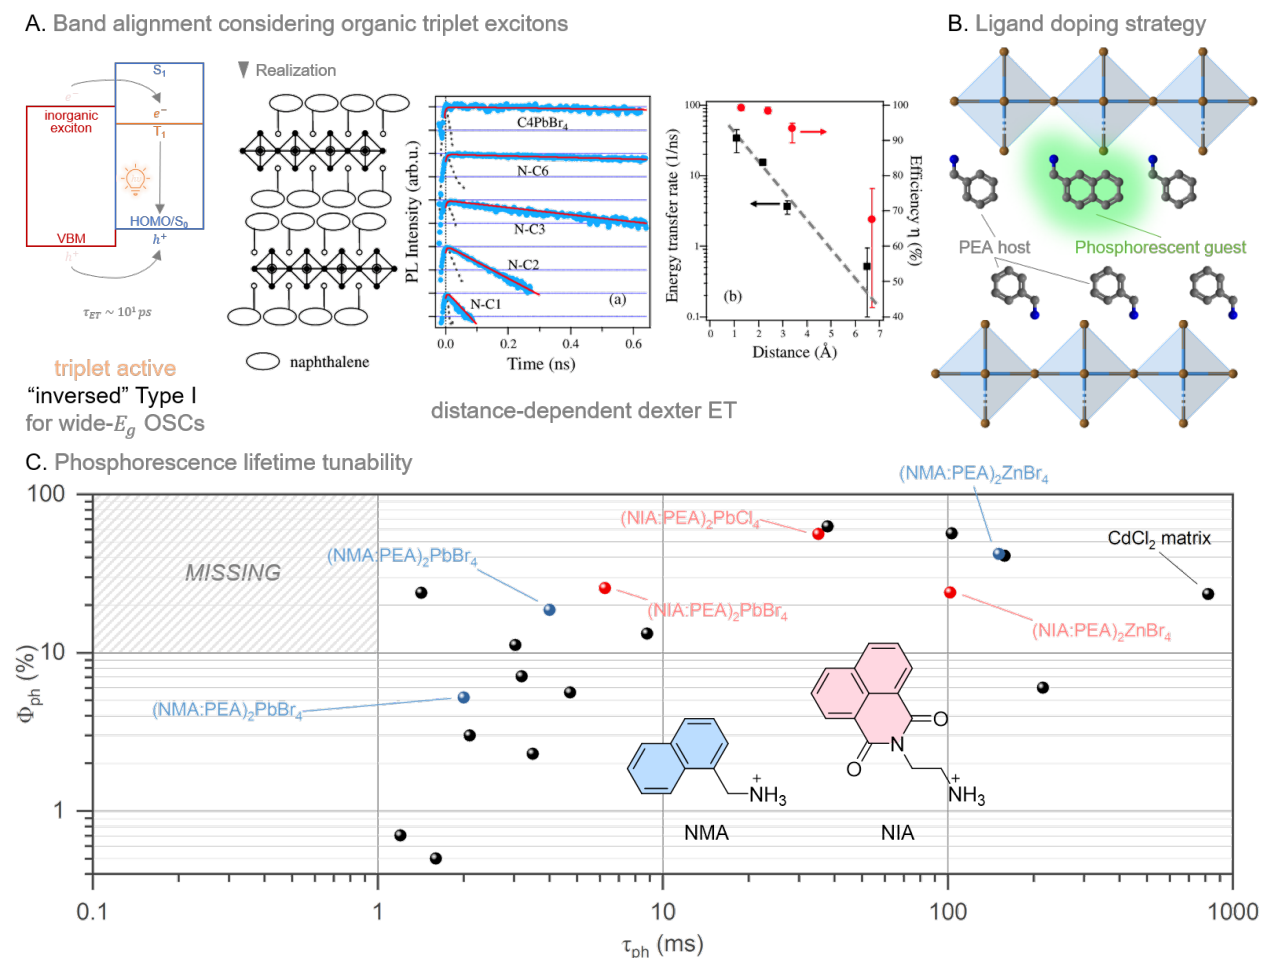 A. Band alignment considering organic triplet excitons
S₁
e⁻
inorganic
exciton
e⁻
T₁
HOMO/S₀
VBM
h⁺
h⁺
τ_ET ~ 10¹ ps
triplet active
“inversed” Type I
for wide-E_g OSCs
Realization
naphthalene
PL Intensity (arb.u.)
C4PbBr₄
N-C6
N-C3
N-C2
N-C1
(a)
0.0 0.2 0.4 0.6
Time (ns)
Energy transfer rate (1/ns)
100
10
1
0.1
(b)
0 1 2 3 4 5 6 7
Distance (Å)
100
90
80
70
60
50
40
Efficiency η (%)
distance-dependent dexter ET
B. Ligand doping strategy
PEA host
Phosphorescent guest
C. Phosphorescence lifetime tunability
Φph (%)
100
10
1
MISSING
(NMA:PEA)₂PbBr₄
(NMA:PEA)₂PbBr₄
(NIA:PEA)₂PbCl₄
(NIA:PEA)₂PbBr₄
(NMA:PEA)₂ZnBr₄
CdCl₂ matrix
(NIA:PEA)₂ZnBr₄
O
N
O
+
NH₃
+
NH₃
NMA
NIA
0.1 1 10 100 1000
τph (ms)